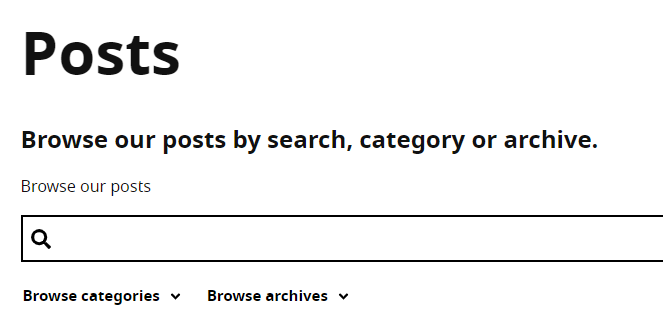 Posts
Browse our posts by search, category or archive.
Browse our posts
Browse categories Browse archives